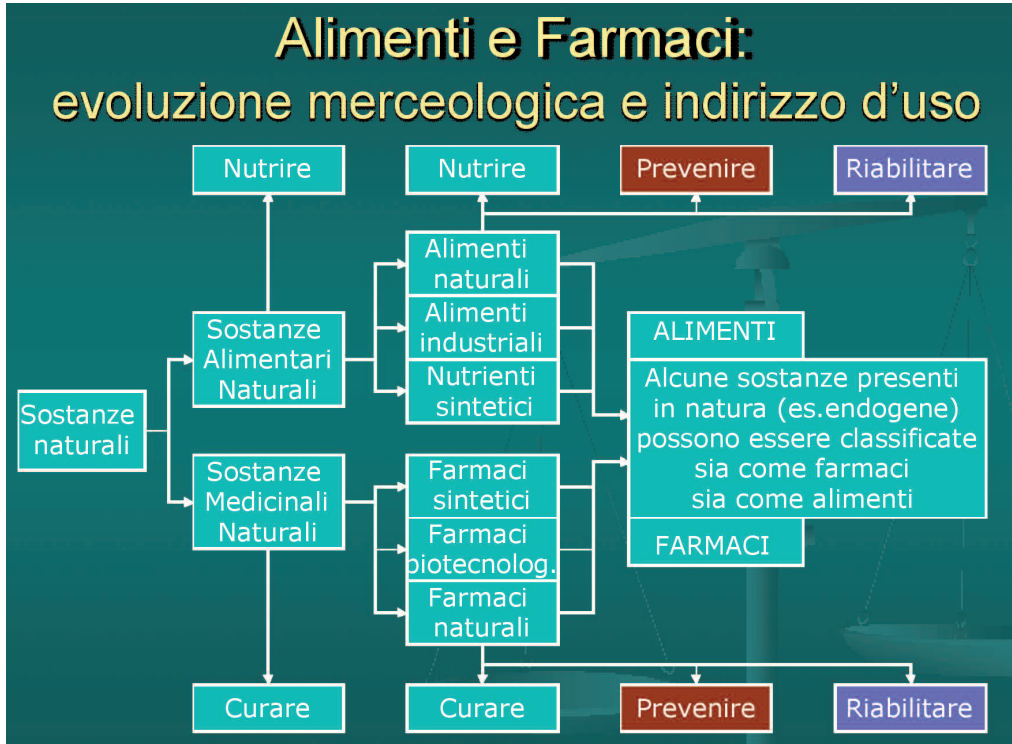 Alimenti e Farmaci:
evoluzione merceologica e indirizzo d'uso
Nutrire
Nutrire
Prevenire
Riabilitare
Alimenti
naturali
Alimenti
industriali
Nutrienti
sintetici
Sostanze
Alimentari
Naturali
Sostanze
naturali
Sostanze
Medicinali
Naturali
Farmaci
sintetici
Farmaci
biotecnolog.
Farmaci
naturali
ALIMENTI
Alcune sostanze presenti
in natura (es.endogene)
possono essere classificate
sia come farmaci
sia come alimenti
FARMACI
Curare
Curare
Prevenire
Riabilitare